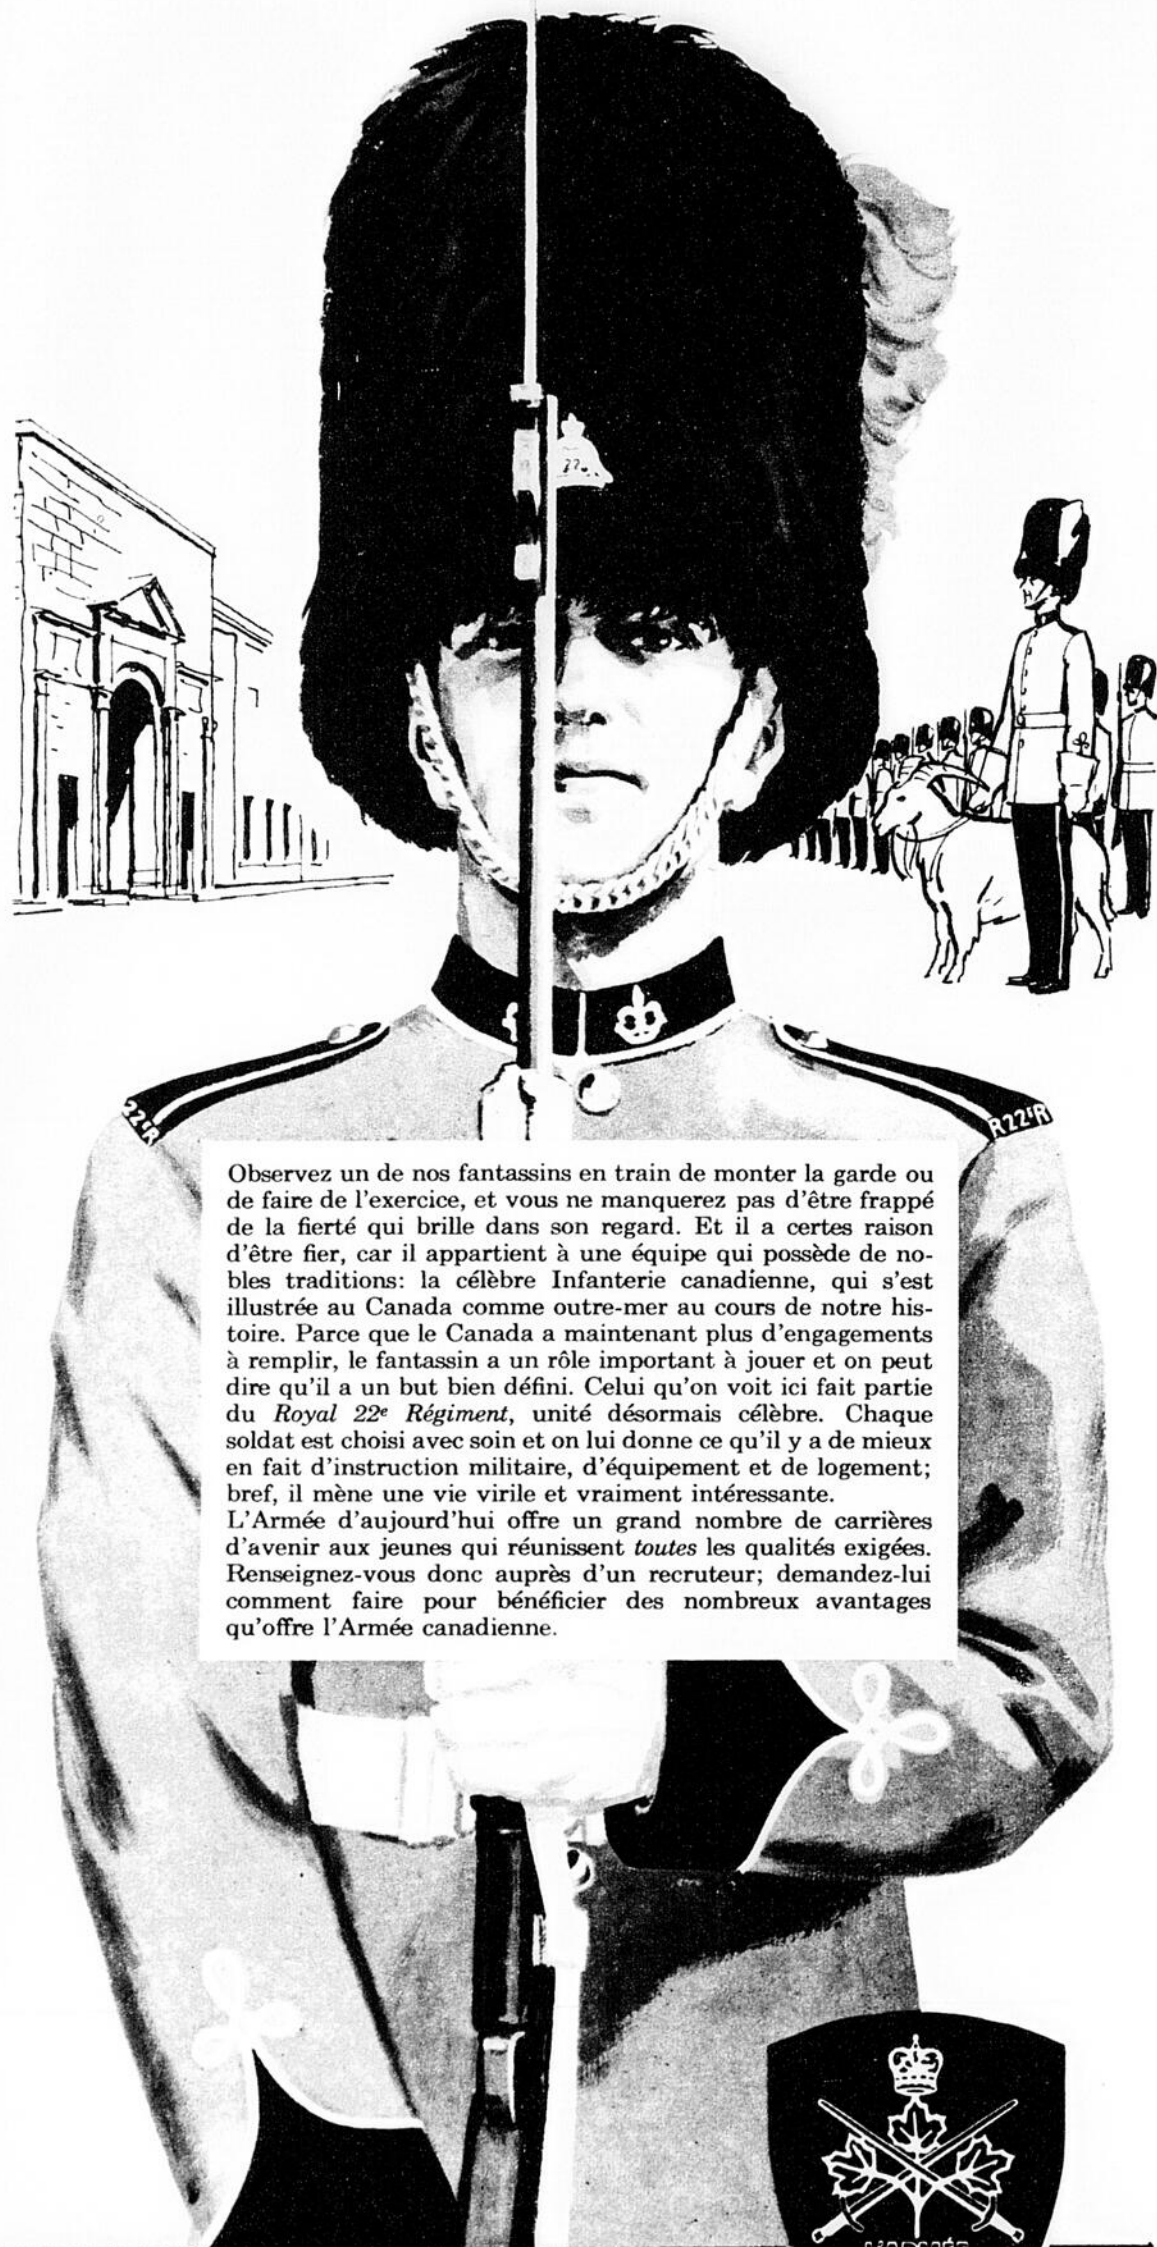 22
22eR
R22eR
Observez un de nos fantassins en train de monter la garde ou
de faire de l'exercice, et vous ne manquerez pas d'être frappé
de la fierté qui brille dans son regard. Et il a certes raison
d'être fier, car il appartient à une équipe qui possède de no-
bles traditions: la célèbre Infanterie canadienne, qui s'est
illustrée au Canada comme outre-mer au cours de notre his-
toire. Parce que le Canada a maintenant plus d'engagements
à remplir, le fantassin a un rôle important à jouer et on peut
dire qu'il a un but bien défini. Celui qu'on voit ici fait partie
du Royal 22e Régiment, unité désormais célèbre. Chaque
soldat est choisi avec soin et on lui donne ce qu'il y a de mieux
en fait d'instruction militaire, d'équipement et de logement;
bref, il mène une vie virile et vraiment intéressante.
L'Armée d'aujourd'hui offre un grand nombre de carrières
d'avenir aux jeunes qui réunissent toutes les qualités exigées.
Renseignez-vous donc auprès d'un recruteur; demandez-lui
comment faire pour bénéficier des nombreux avantages
qu'offre l'Armée canadienne.